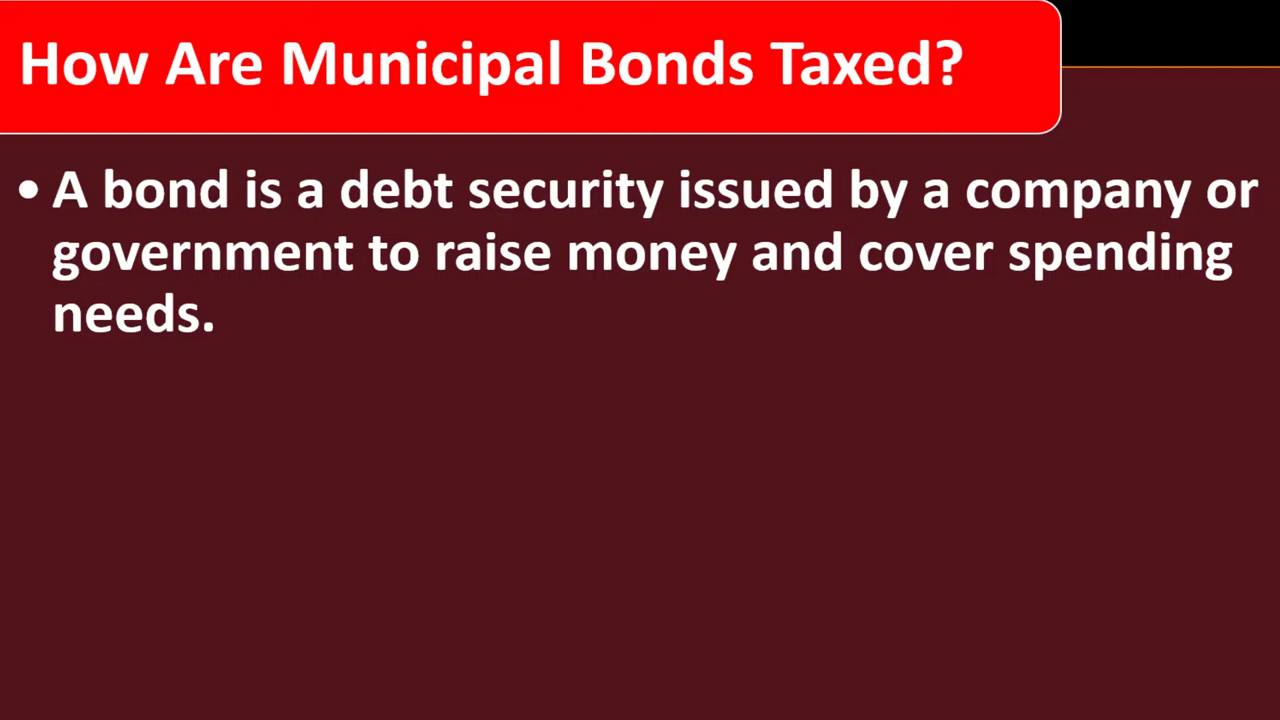 How Are Municipal Bonds Taxed?
• A bond is a debt security issued by a company or
government to raise money and cover spending
needs.